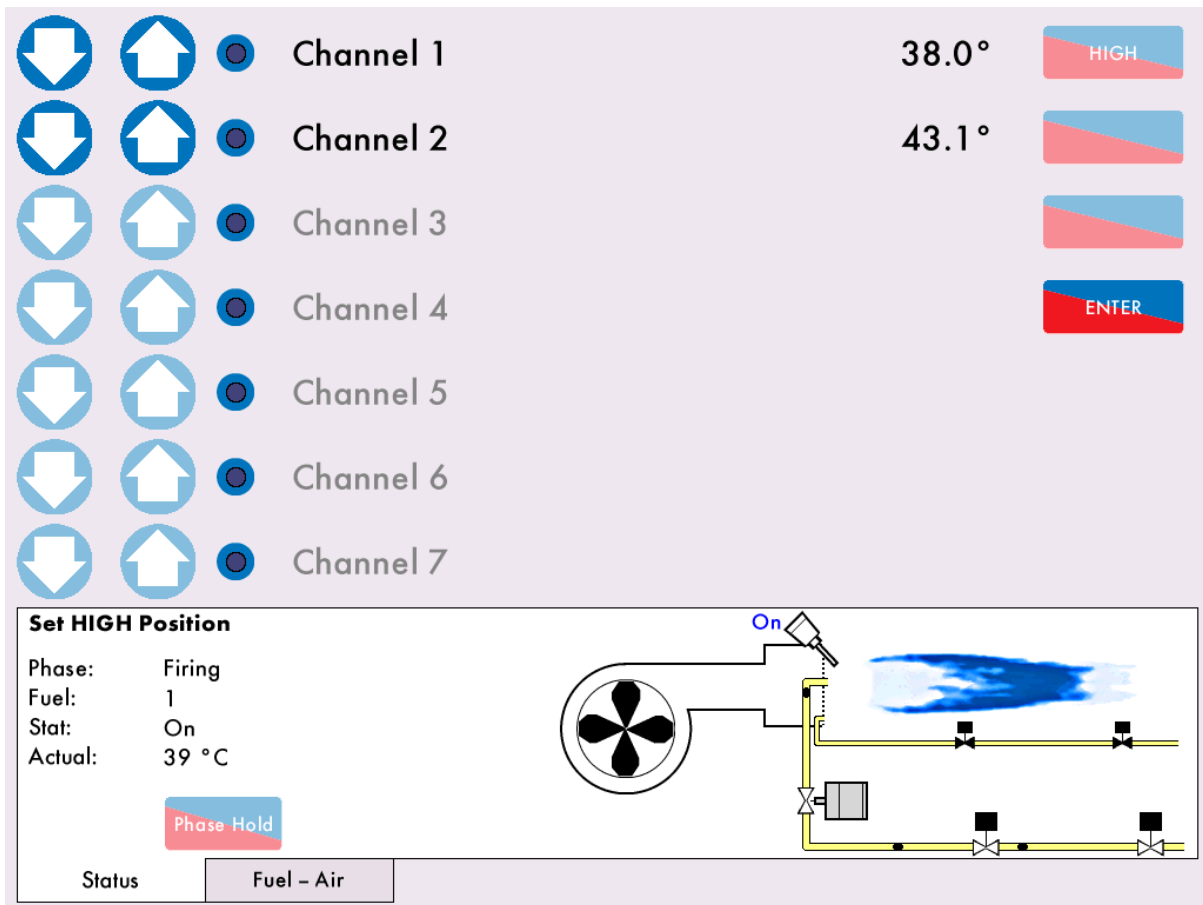 Channel 1 38.0° HIGH
Channel 2 43.1°
Channel 3
Channel 4 ENTER
Channel 5
Channel 6
Channel 7
Set HIGH Position
Phase: Firing
Fuel: 1
Stat: On
Actual: 39 °C
Phase Hold
On
Status Fuel – Air